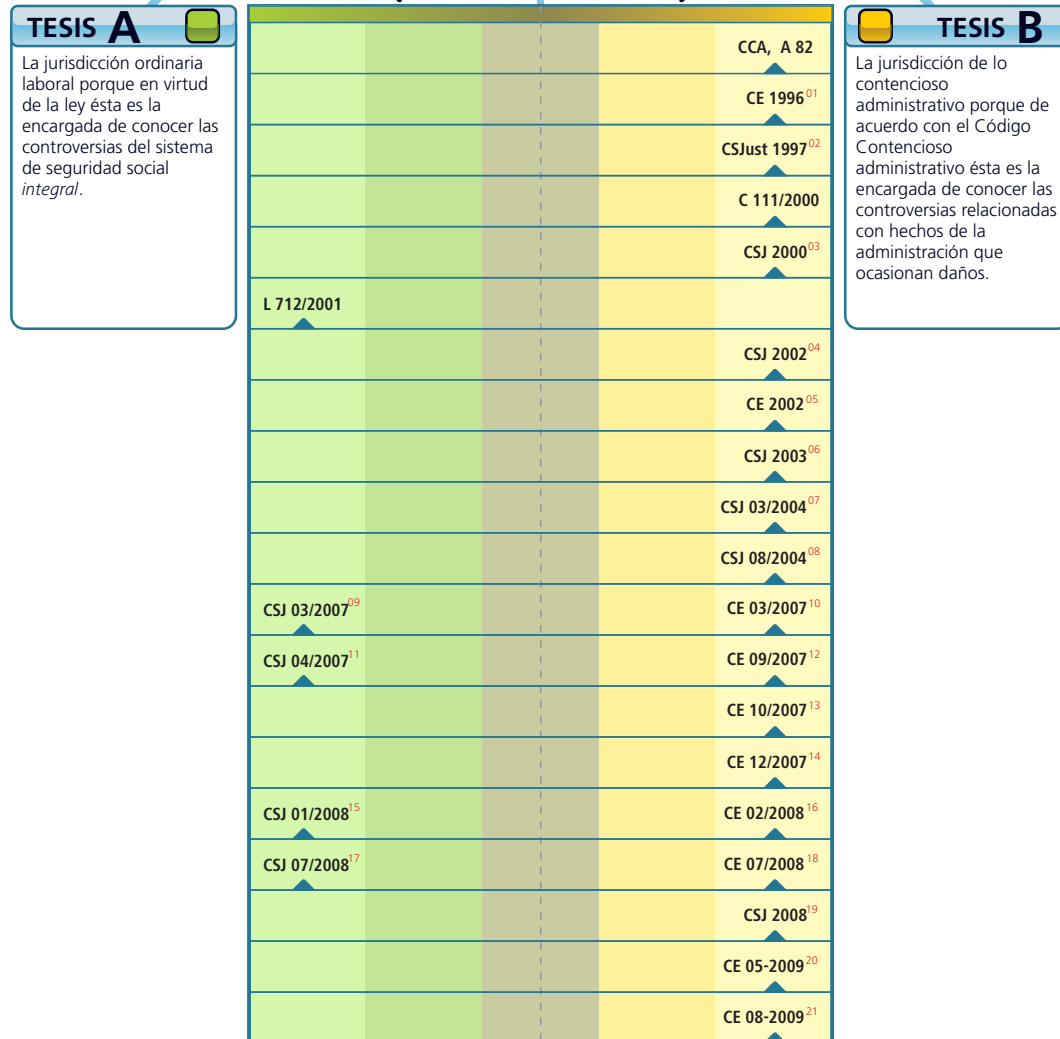 TESIS A
La jurisdicción ordinaria
laboral porque en virtud
de la ley ésta es la
encargada de conocer las
controversias del sistema
de seguridad social
integral.
CCA, A 82
CE 1996 01
CSJust 1997 02
C 111/2000
CSJ 2000 03
L 712/2001
CSJ 2002 04
CE 2002 05
CSJ 2003 06
CSJ 03/2004 07
CSJ 08/2004 08
CSJ 03/2007 09
CE 03/2007 10
CSJ 04/2007 11
CE 09/2007 12
CE 10/2007 13
CE 12/2007 14
CSJ 01/2008 15
CE 02/2008 16
CSJ 07/2008 17
CE 07/2008 18
CSJ 2008 19
CE 05-2009 20
CE 08-2009 21
TESIS B
La jurisdicción de lo
contencioso
administrativo porque de
acuerdo con el Código
Contencioso
administrativo ésta es la
encargada de conocer las
controversias relacionadas
con hechos de la
administración que
ocasionan daños.